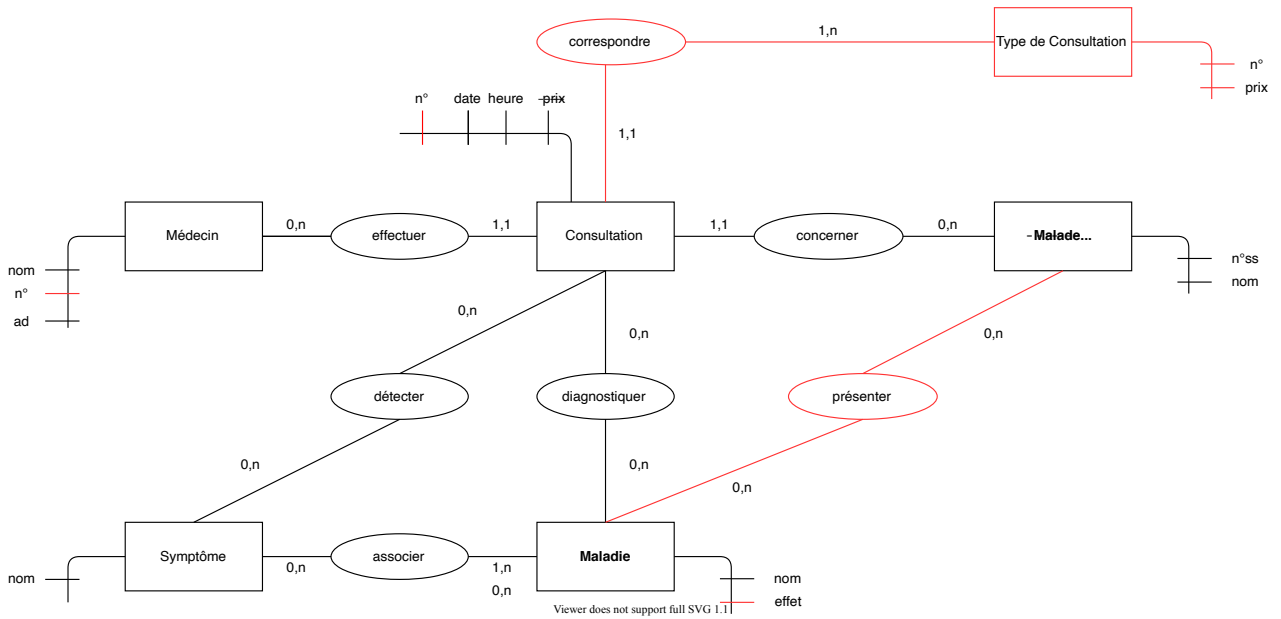 correspondre
1,n
Type de Consultation
n°
prix
n°
date
heure
-prix
1,1
Médecin
0,n
effectuer
1,1
Consultation
1,1
concerner
0,n
-Malade...
nom
n°
ad
n°ss
nom
0,n
0,n
0,n
détecter
diagnostiquer
présenter
0,n
0,n
0,n
Symptôme
0,n
associer
1,n
0,n
Maladie
nom
nom
effet
Viewer does not support full SVG 1.1